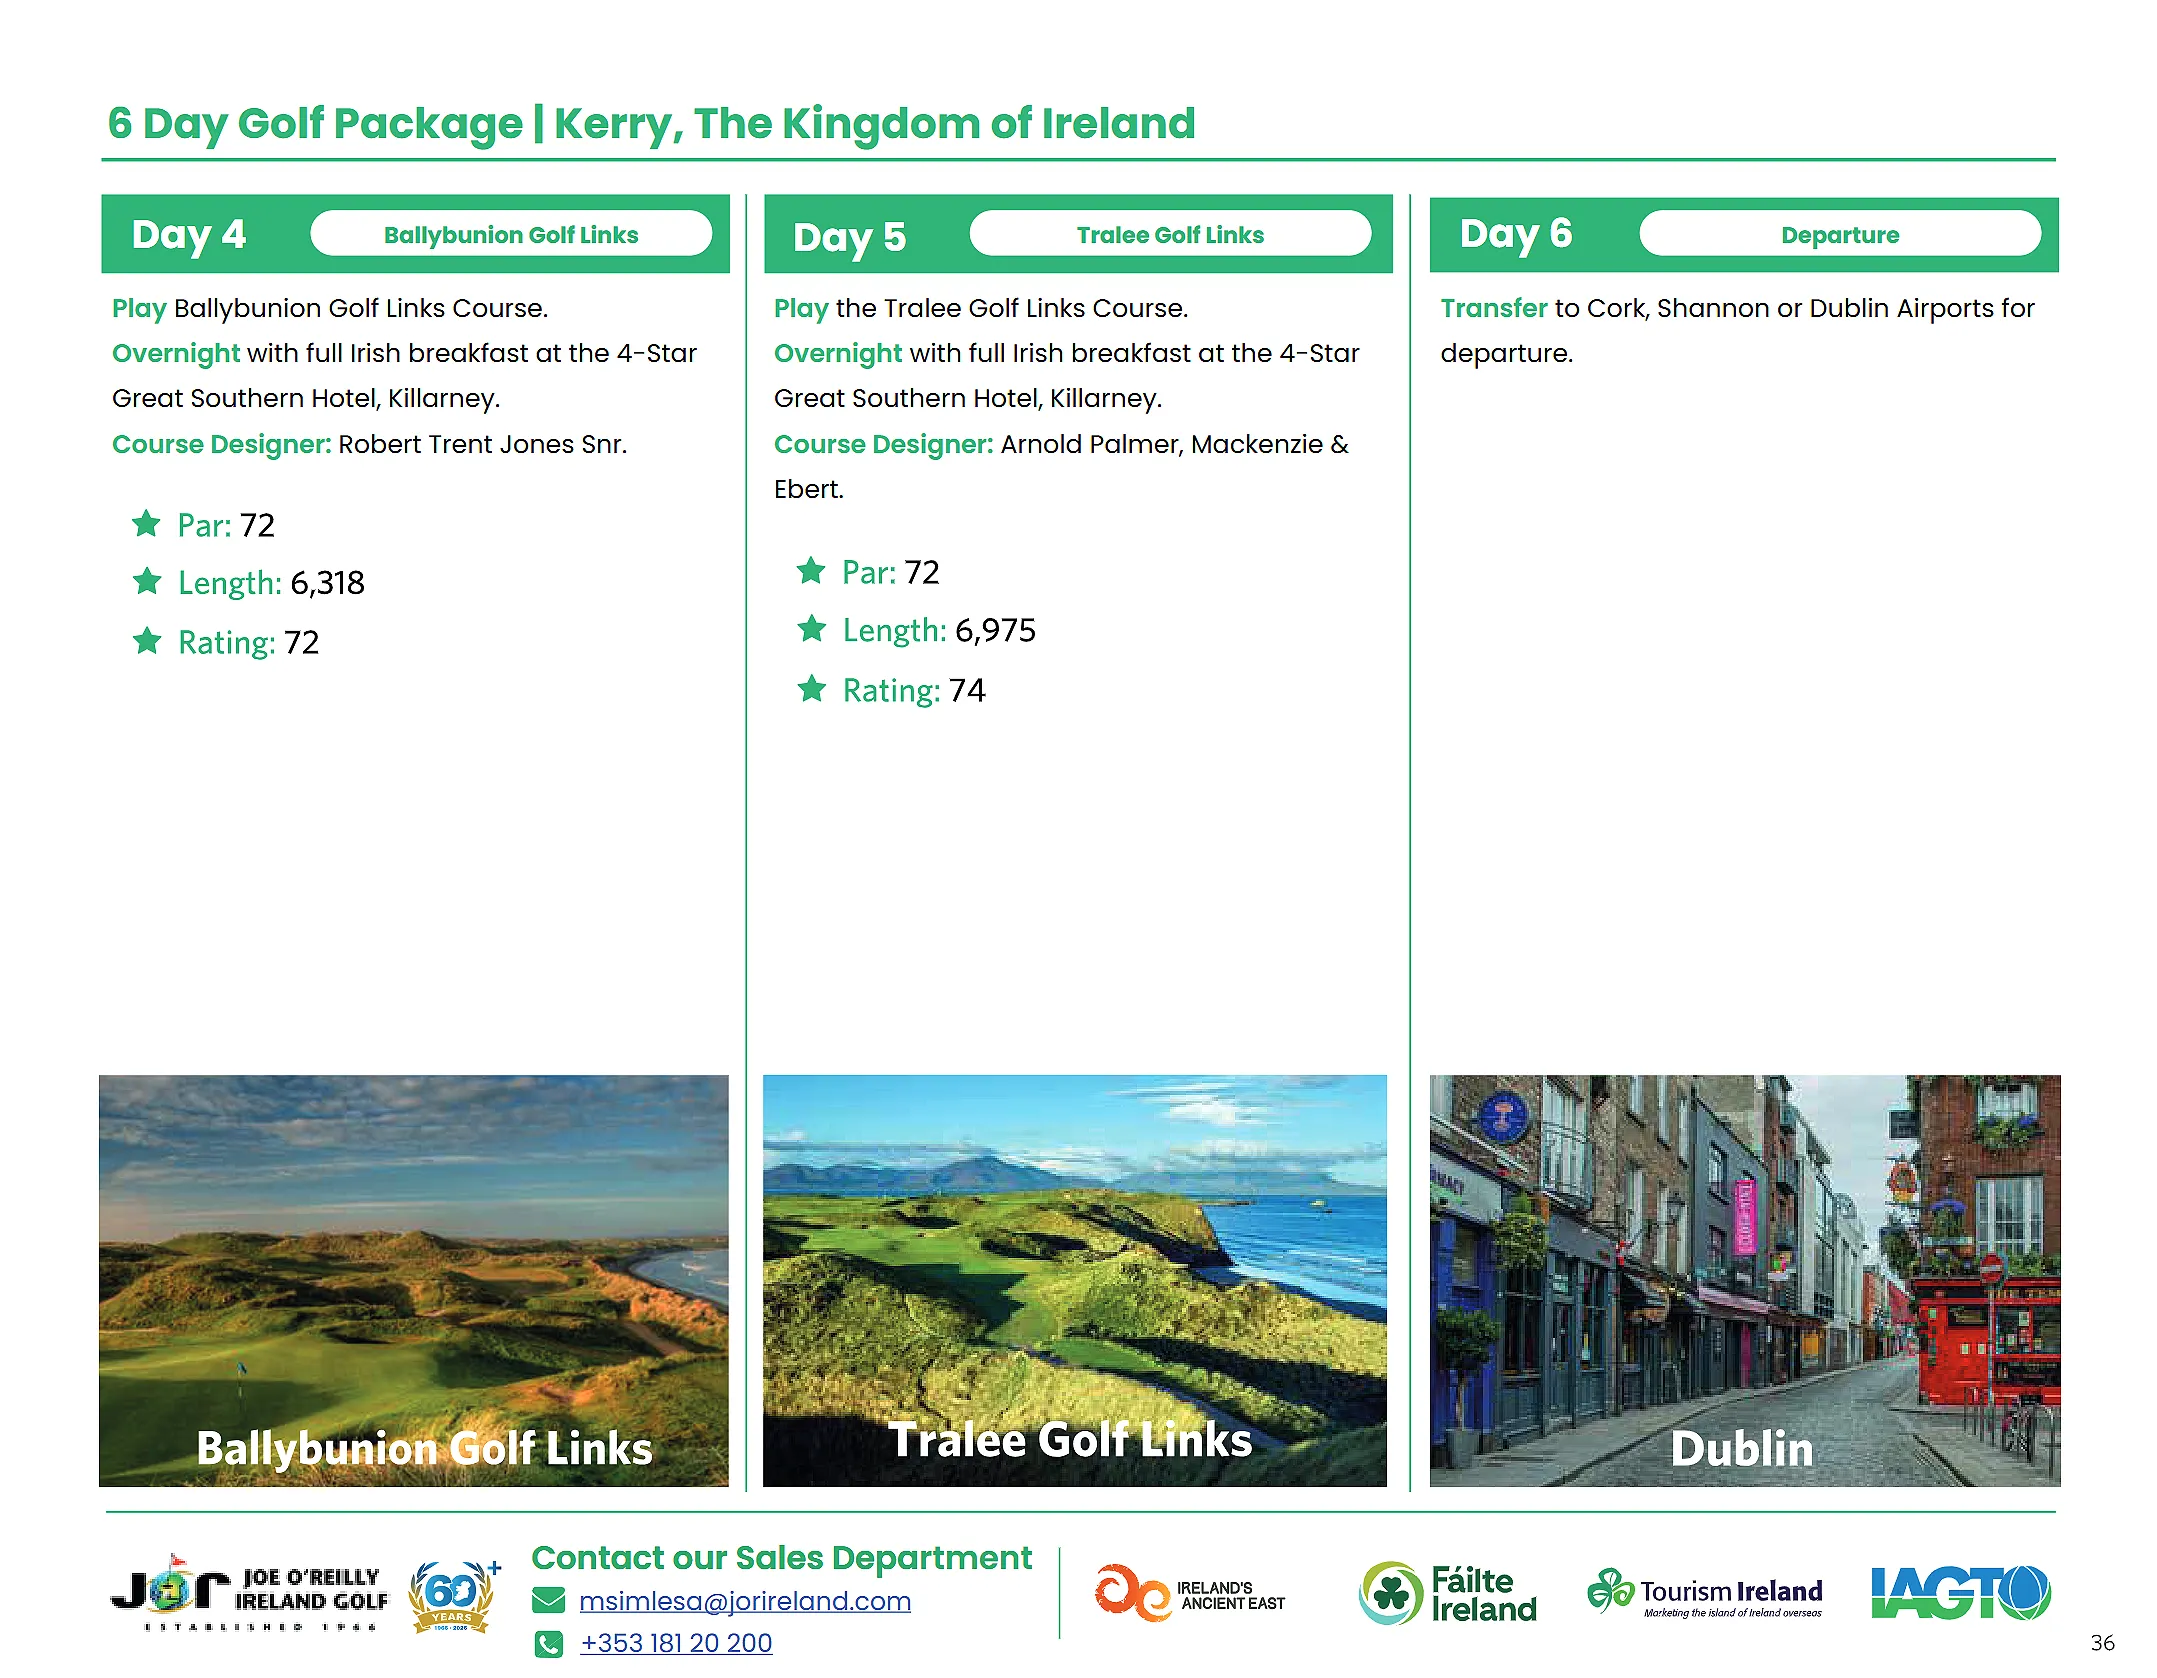 6 Day Golf Package | Kerry, The Kingdom of Ireland
Day 4
Ballybunion Golf Links
Play Ballybunion Golf Links Course.
Overnight with full Irish breakfast at the 4-Star
Great Southern Hotel, Killarney.
Course Designer: Robert Trent Jones Snr.
Par: 72
Length: 6,318
Rating: 72
Ballybunion Golf Links
Day 5
Tralee Golf Links
Play the Tralee Golf Links Course.
Overnight with full Irish breakfast at the 4-Star
Great Southern Hotel, Killarney.
Course Designer: Arnold Palmer, Mackenzie &
Ebert.
Par: 72
Length: 6,975
Rating: 74
Tralee Golf Links
Day 6
Departure
Transfer to Cork, Shannon or Dublin Airports for
departure.
Dublin
JOR
JOE O'REILLY
IRELAND GOLF
ESTABLISHED 1966
60+
YEARS
1966 - 2026
Contact our Sales Department
msimlesa@jorireland.com
+353 181 20 200
IRELAND'S
ANCIENT EAST
Fáilte
Ireland
Tourism Ireland
Marketing the island of Ireland overseas
IAGTO
36